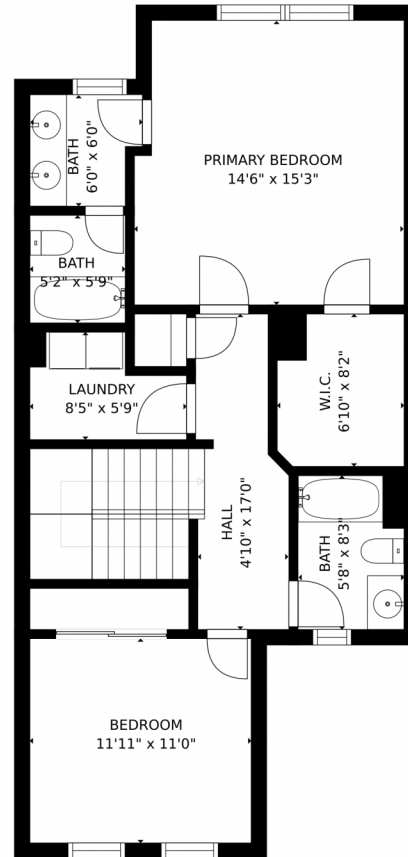 PRIMARY BEDROOM
14'6" x 15'3"
BATH
6'0" x 6'0"
BATH
5'2" x 5'9"
LAUNDRY
8'5" x 5'9"
W.I.C.
6'10" x 8'2"
HALL
4'10" x 17'0"
BATH
5'8" x 8'3"
BEDROOM
11'11" x 11'0"